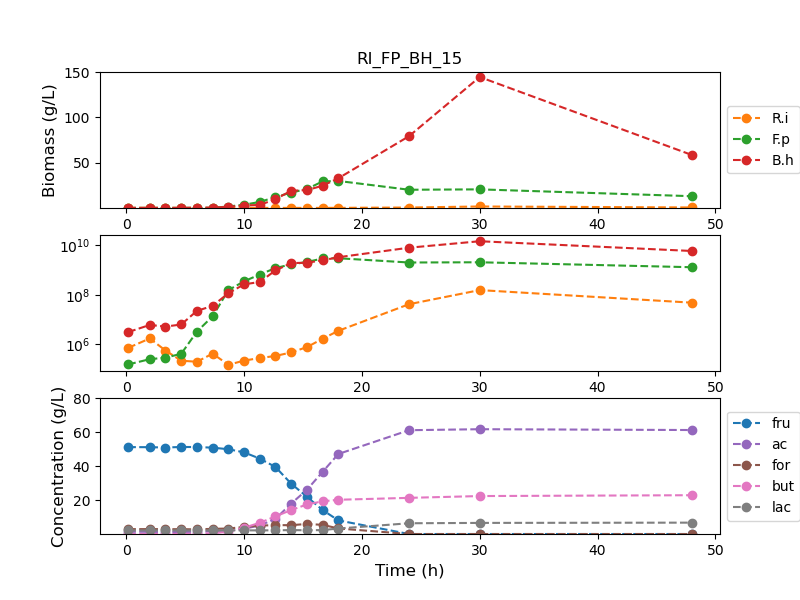 RI_FP_BH_15
Biomass (g/L)
150
100
50
0 10 20 30 40 50
R.i
F.p
B.h
10^10
10^8
10^6
0 10 20 30 40 50
Concentration (g/L)
80
60
40
20
0 10 20 30 40 50
Time (h)
fru
ac
for
but
lac